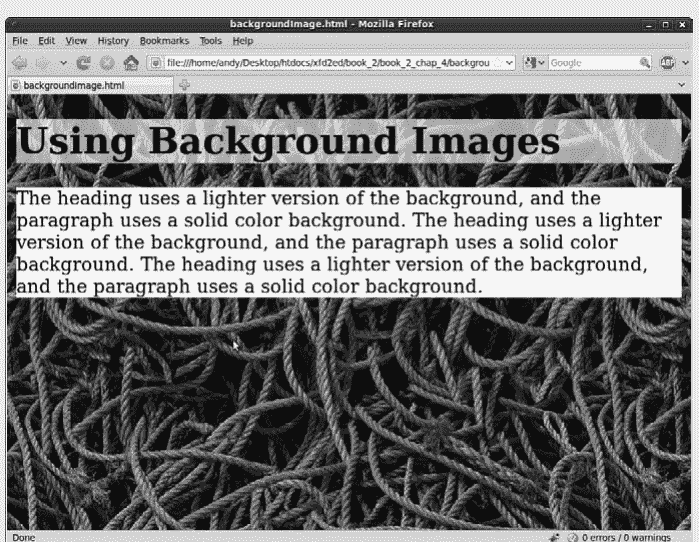 backgroundImage.html - Mozilla Firefox
File Edit View History Bookmarks Tools Help
file:///home/andy/Desktop/htdocs/xfd2ed/book_2/book_2_chap_4/backgrou
Google
ABP
backgroundImage.html
Using Background Images
The heading uses a lighter version of the background, and the
paragraph uses a solid color background. The heading uses a lighter
version of the background, and the paragraph uses a solid color
background. The heading uses a lighter version of the background,
and the paragraph uses a solid color background.
Done
0 errors / 0 warnings